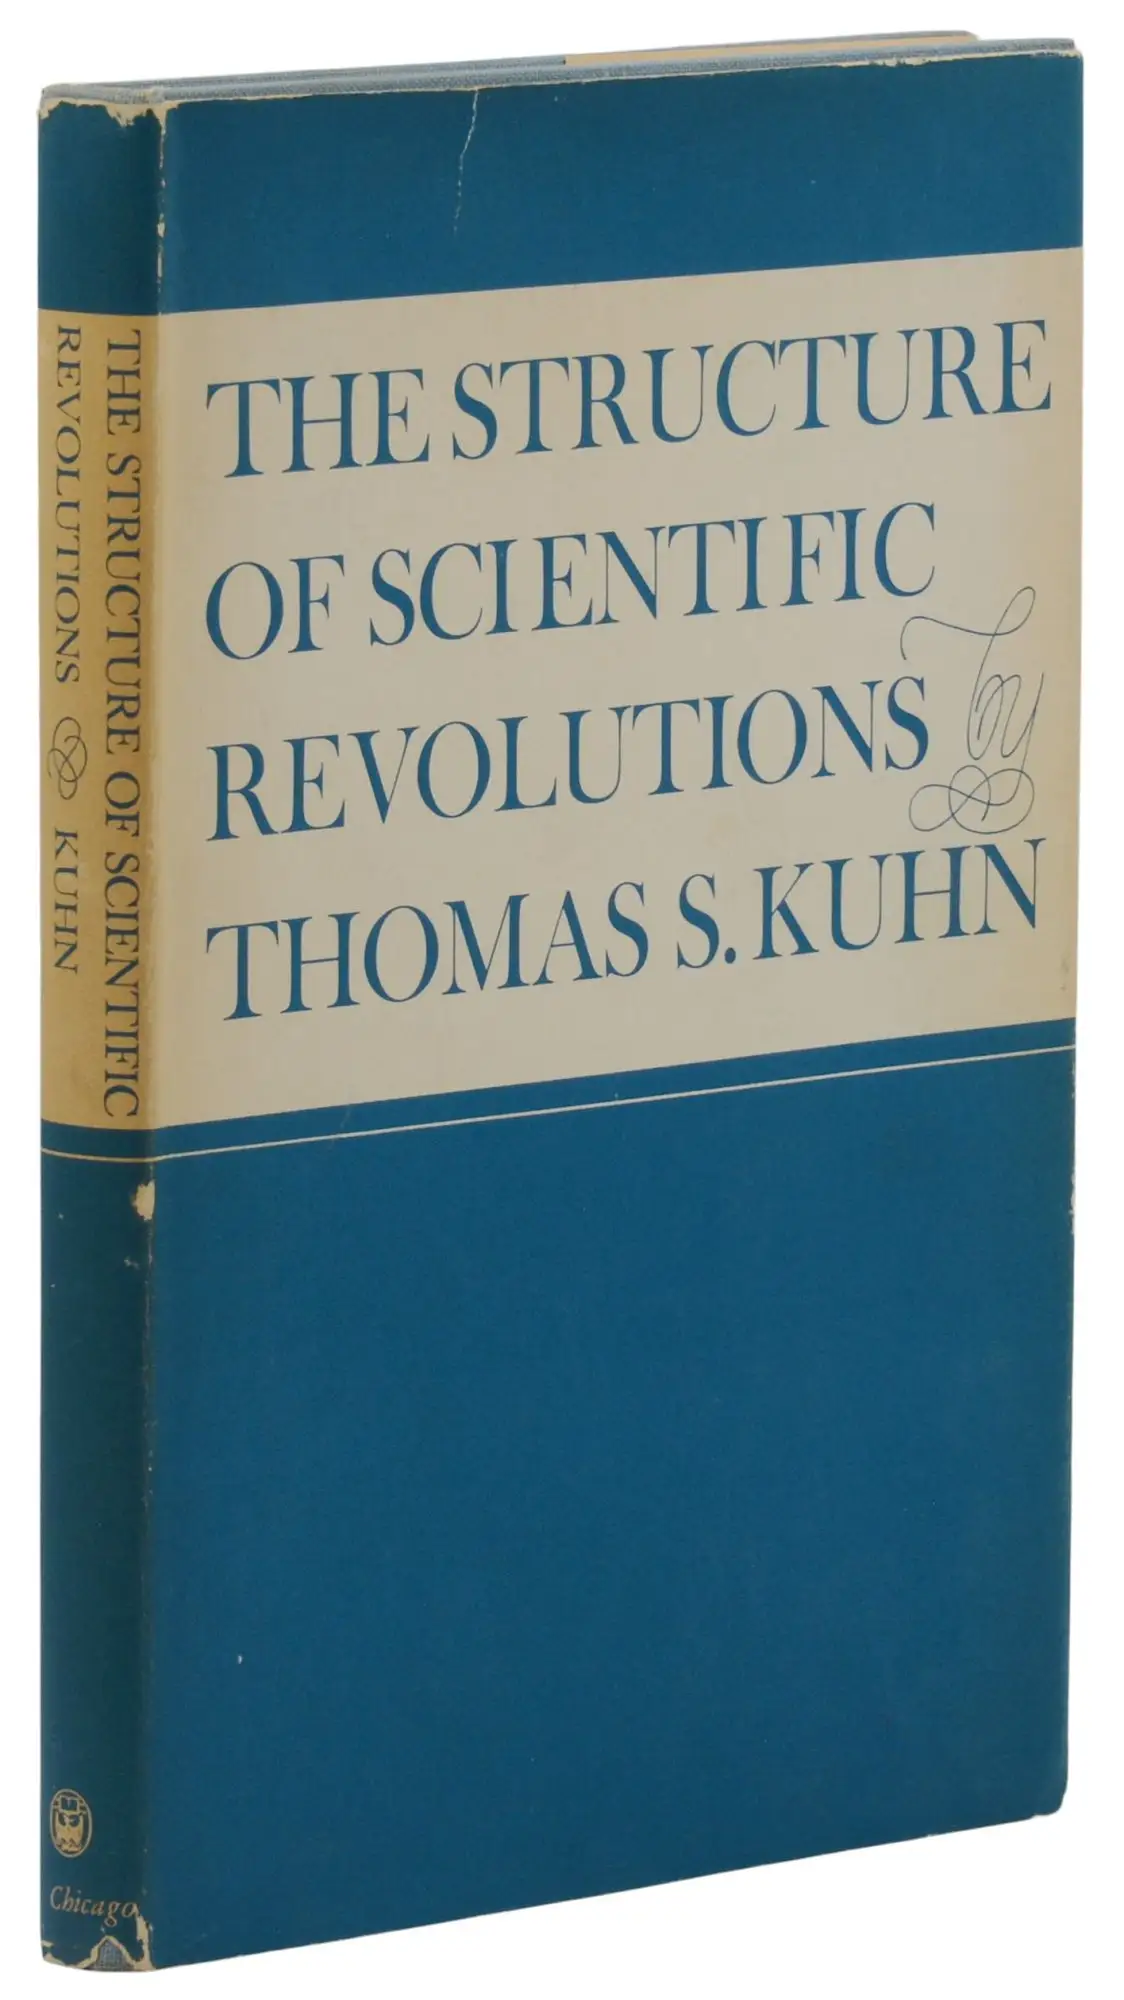 THE STRUCTURE
OF SCIENTIFIC
REVOLUTIONS by
THOMAS S. KUHN
THE STRUCTURE OF SCIENTIFIC
REVOLUTIONS & KUHN
Chicago